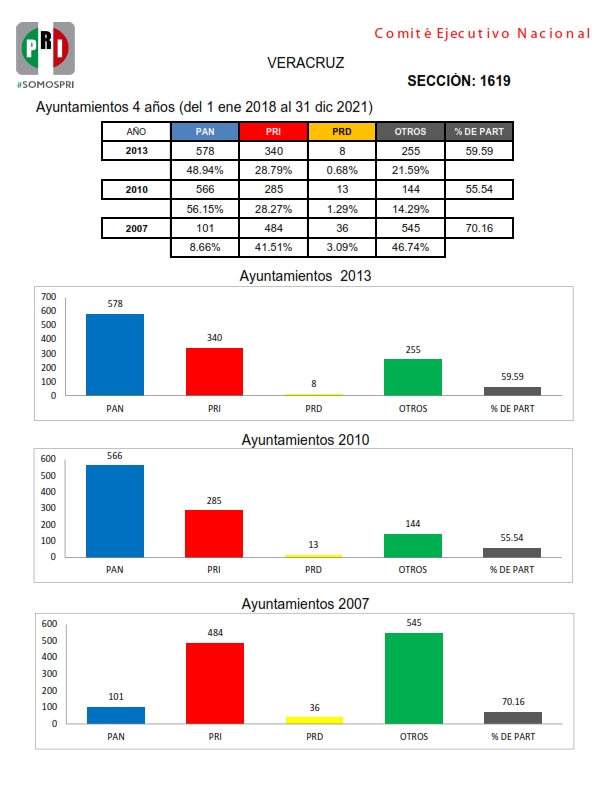 Comité Ejecutivo Nacional
PRI
#SOMOSPRI
VERACRUZ
SECCIÓN: 1619
Ayuntamientos 4 años (del 1 ene 2018 al 31 dic 2021)
AÑO PAN PRI PRD OTROS % DE PART
2013 578 340 8 255 59.59
48.94% 28.79% 0.68% 21.59%
2010 566 285 13 144 55.54
56.15% 28.27% 1.29% 14.29%
2007 101 484 36 545 70.16
8.66% 41.51% 3.09% 46.74%
Ayuntamientos 2013
700
600
500
400
300
200
100
0
578 340 8 255 59.59
PAN PRI PRD OTROS % DE PART
Ayuntamientos 2010
600
500
400
300
200
100
0
566 285 13 144 55.54
PAN PRI PRD OTROS % DE PART
Ayuntamientos 2007
600
500
400
300
200
100
0
101 484 36 545 70.16
PAN PRI PRD OTROS % DE PART